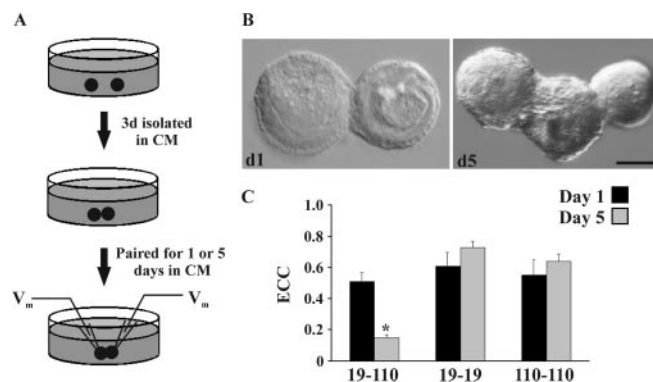 A
3d isolated
in CM
Paired for 1 or 5
days in CM
Vm
Vm
B
d1
d5
C
Day 1
Day 5
ECC
1.0
0.8
0.6
0.4
0.2
0
*
19-110
19-19
110-110